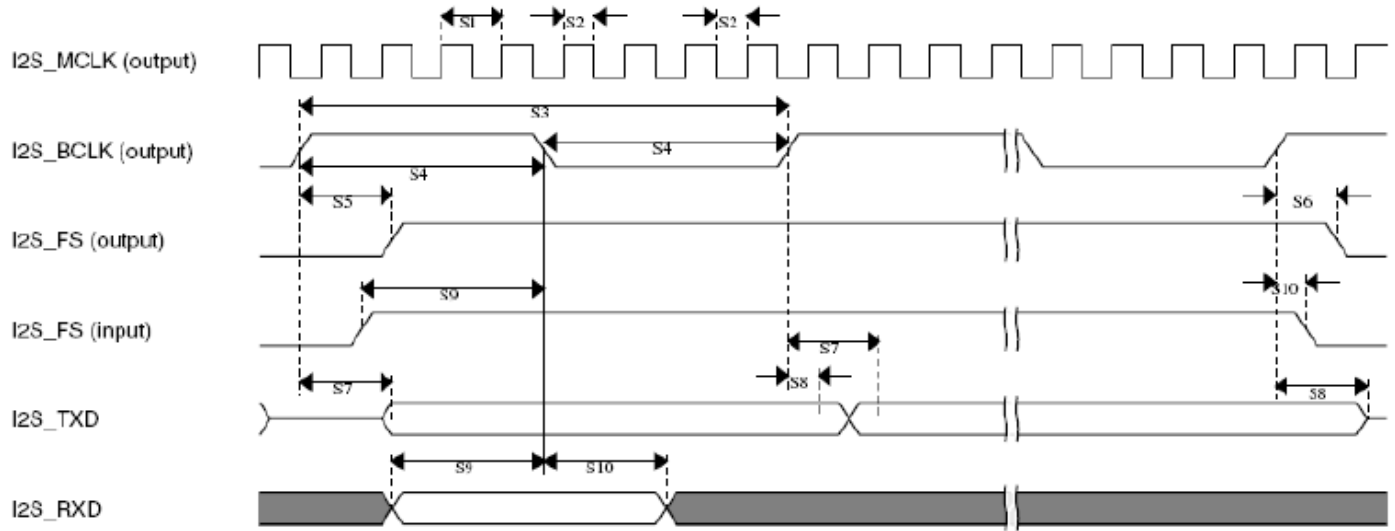 S1 S2 S2
I2S_MCLK (output)
S3
I2S_BCLK (output)
S4
S4
S5 S6
I2S_FS (output)
S9 S10
I2S_FS (input)
S7
S7 S8 S8
I2S_TXD
S9 S10
I2S_RXD